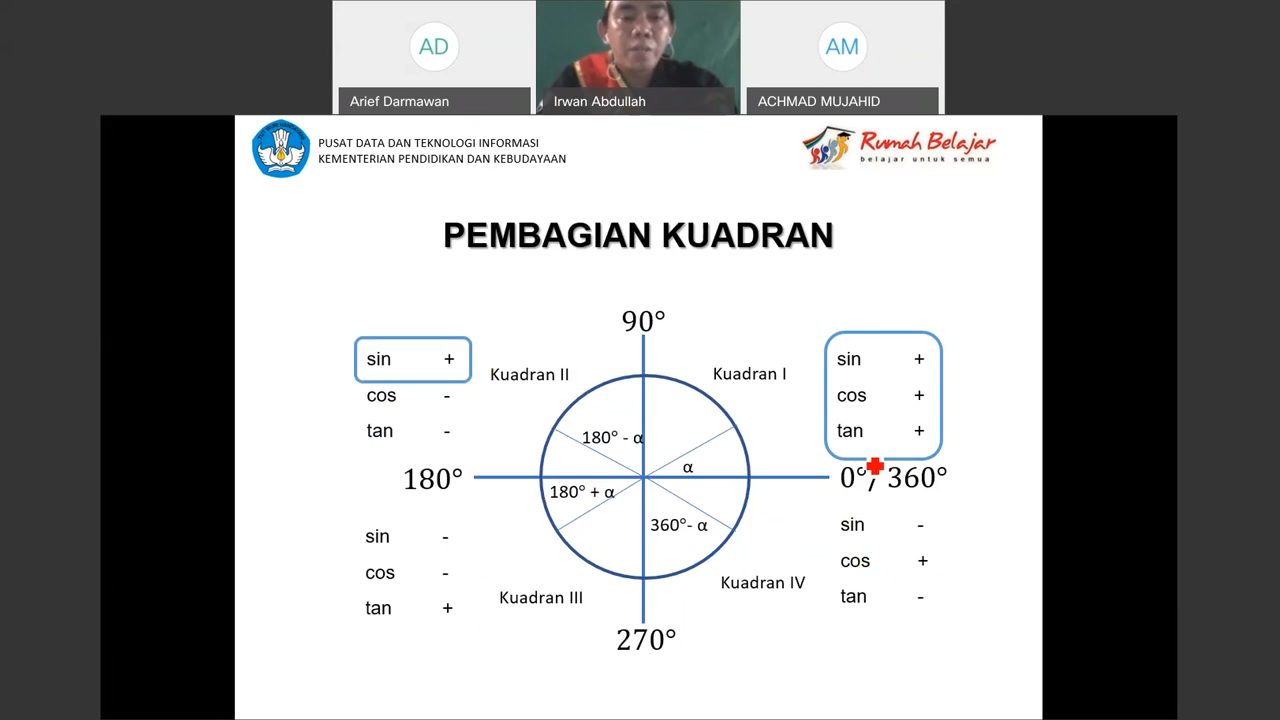 AD
AM
Arief Darmawan
Irwan Abdullah
ACHMAD MUJAHID
PUSAT DATA DAN TEKNOLOGI INFORMASI
KEMENTERIAN PENDIDIKAN DAN KEBUDAYAAN
Rumah Belajar
belajar untuk semua
PEMBAGIAN KUADRAN
90°
sin +
cos -
tan -
Kuadran II
Kuadran I
sin +
cos +
tan +
180° - α
α
180°
0°/ 360°
180° + α
360°- α
sin -
cos -
tan +
Kuadran III
Kuadran IV
sin -
cos +
tan -
270°